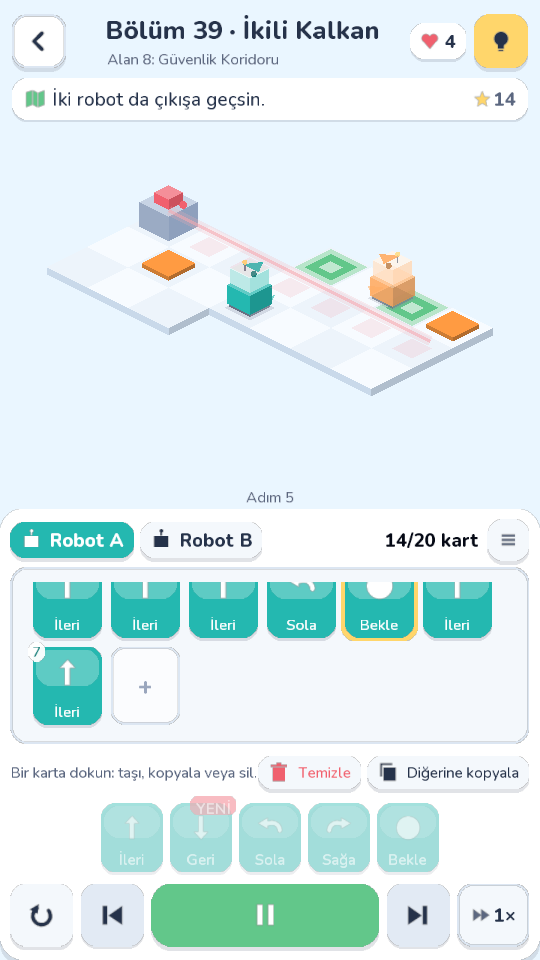 Bölüm 39 · İkili Kalkan
Alan 8: Güvenlik Koridoru
4
İki robot da çıkışa geçsin.
14
Adım 5
Robot A
Robot B
14/20 kart
İleri
İleri
İleri
Sola
Bekle
İleri
7
İleri
+
Bir karta dokun: taşı, kopyala veya sil.
Temizle
Diğerine kopyala
YENİ
İleri
Geri
Sola
Sağa
Bekle
1×